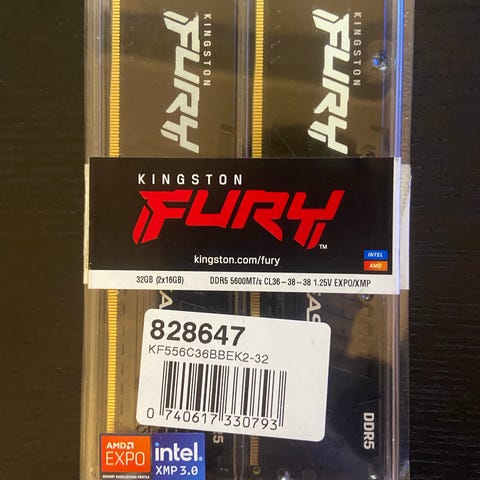 KINGSTON
FURY
KINGSTON
FURY
KINGSTON
FURY™
kingston.com/fury
INTEL
AMD
32GB (2x16GB) DDR5 5600MT/s CL36-38-38 1.25V EXPO/XMP
828647
KF556C36BBEK2-32
0 740617 330793
DDR5
AMD
EXPO
intel
XMP 3.0